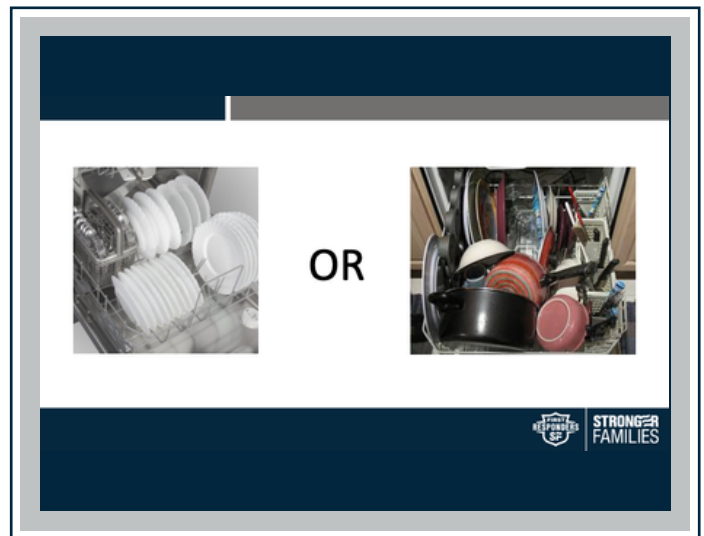 OR
FIRST
RESPONDERS
SF
STRONGER
FAMILIES